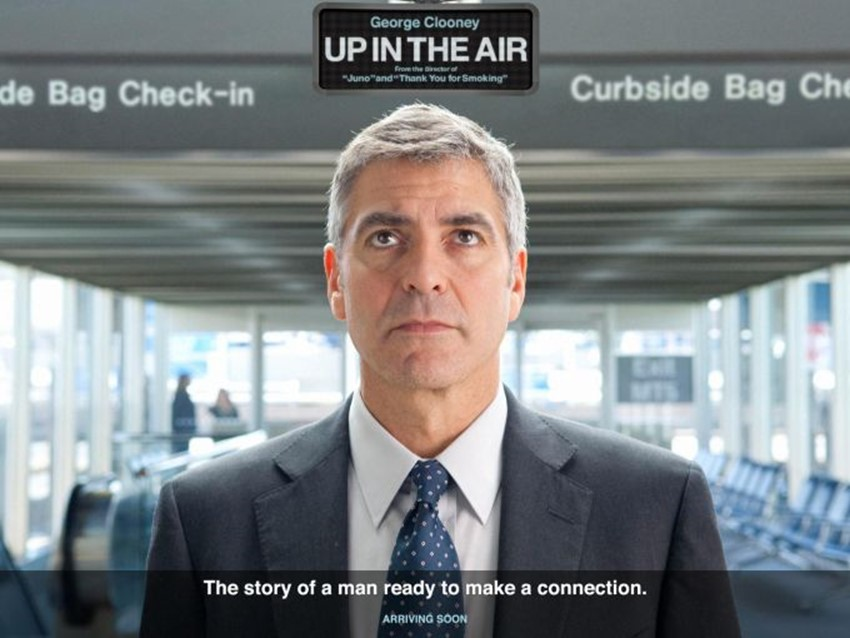 George Clooney
UP IN THE AIR
From the Director of
"Juno" and "Thank You for Smoking"
de Bag Check-in
Curbside Bag Che
Exit
The story of a man ready to make a connection.
ARRIVING SOON